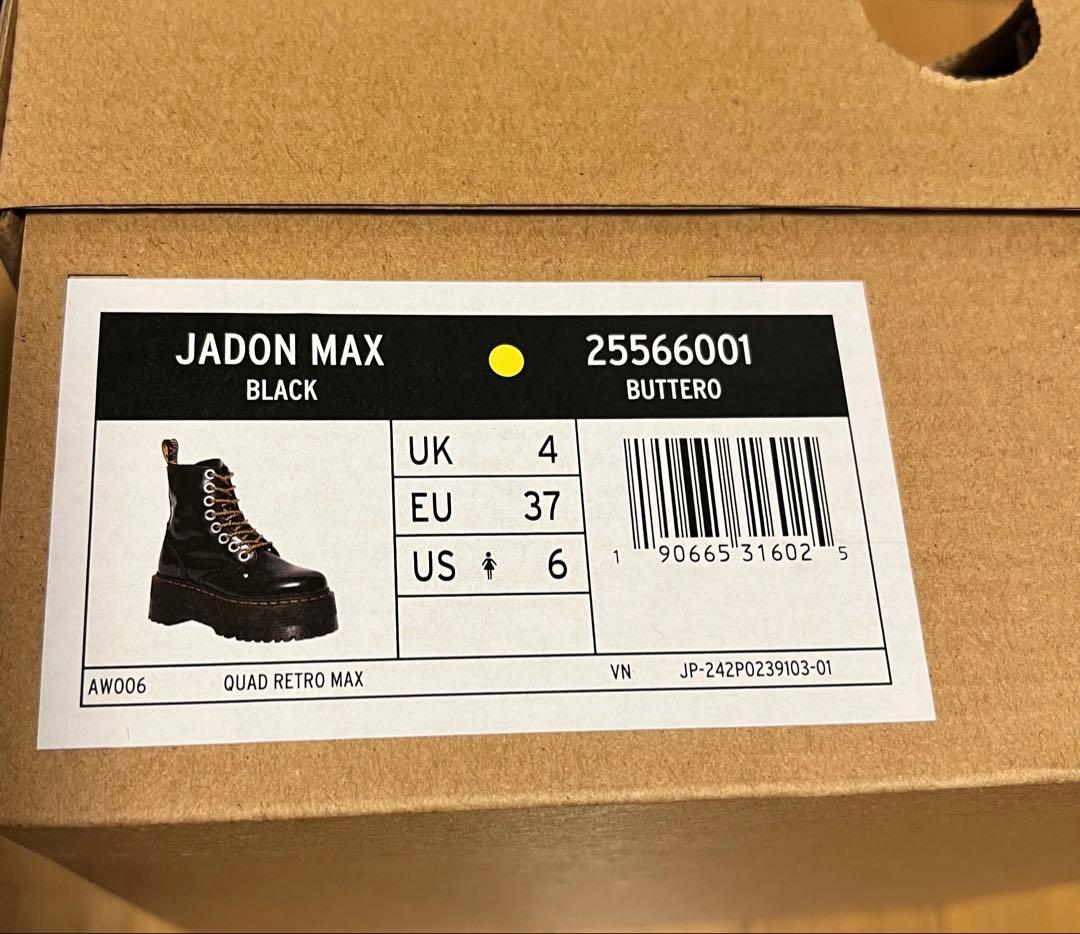 JADON MAX
BLACK
25566001
BUTTERO
UK 4
EU 37
US 6
1 90665 31602 5
AW006 QUAD RETRO MAX VN JP-242P0239103-01